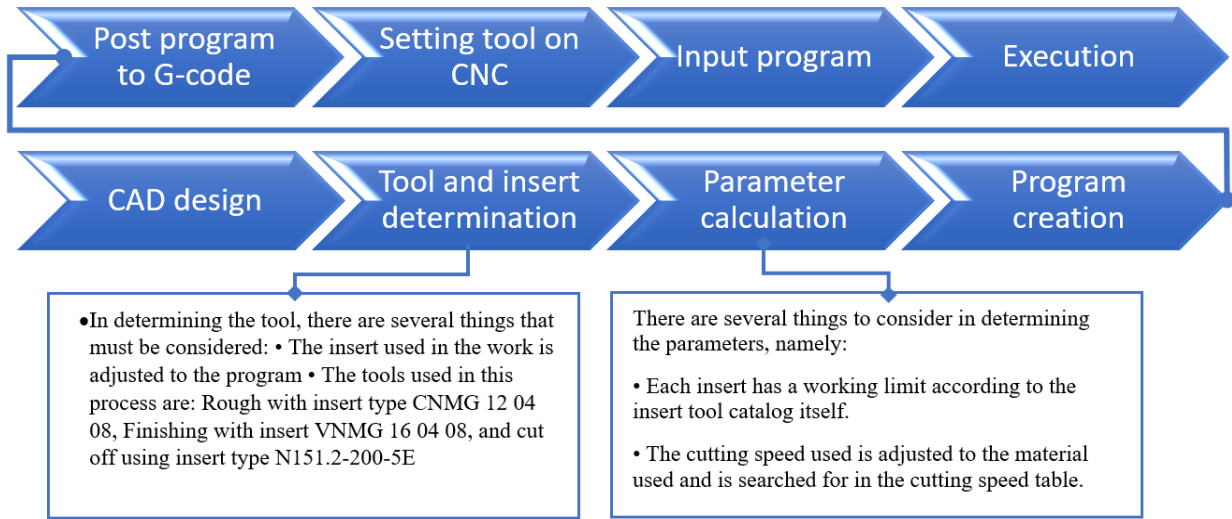 Post program
to G-code
Setting tool on
CNC
Input program
Execution
CAD design
Tool and insert
determination
Parameter
calculation
Program
creation
•In determining the tool, there are several things that
must be considered: • The insert used in the work is
adjusted to the program • The tools used in this
process are: Rough with insert type CNMG 12 04
08, Finishing with insert VNMG 16 04 08, and cut
off using insert type N151.2-200-5E
There are several things to consider in determining
the parameters, namely:
• Each insert has a working limit according to the
insert tool catalog itself.
• The cutting speed used is adjusted to the material
used and is searched for in the cutting speed table.